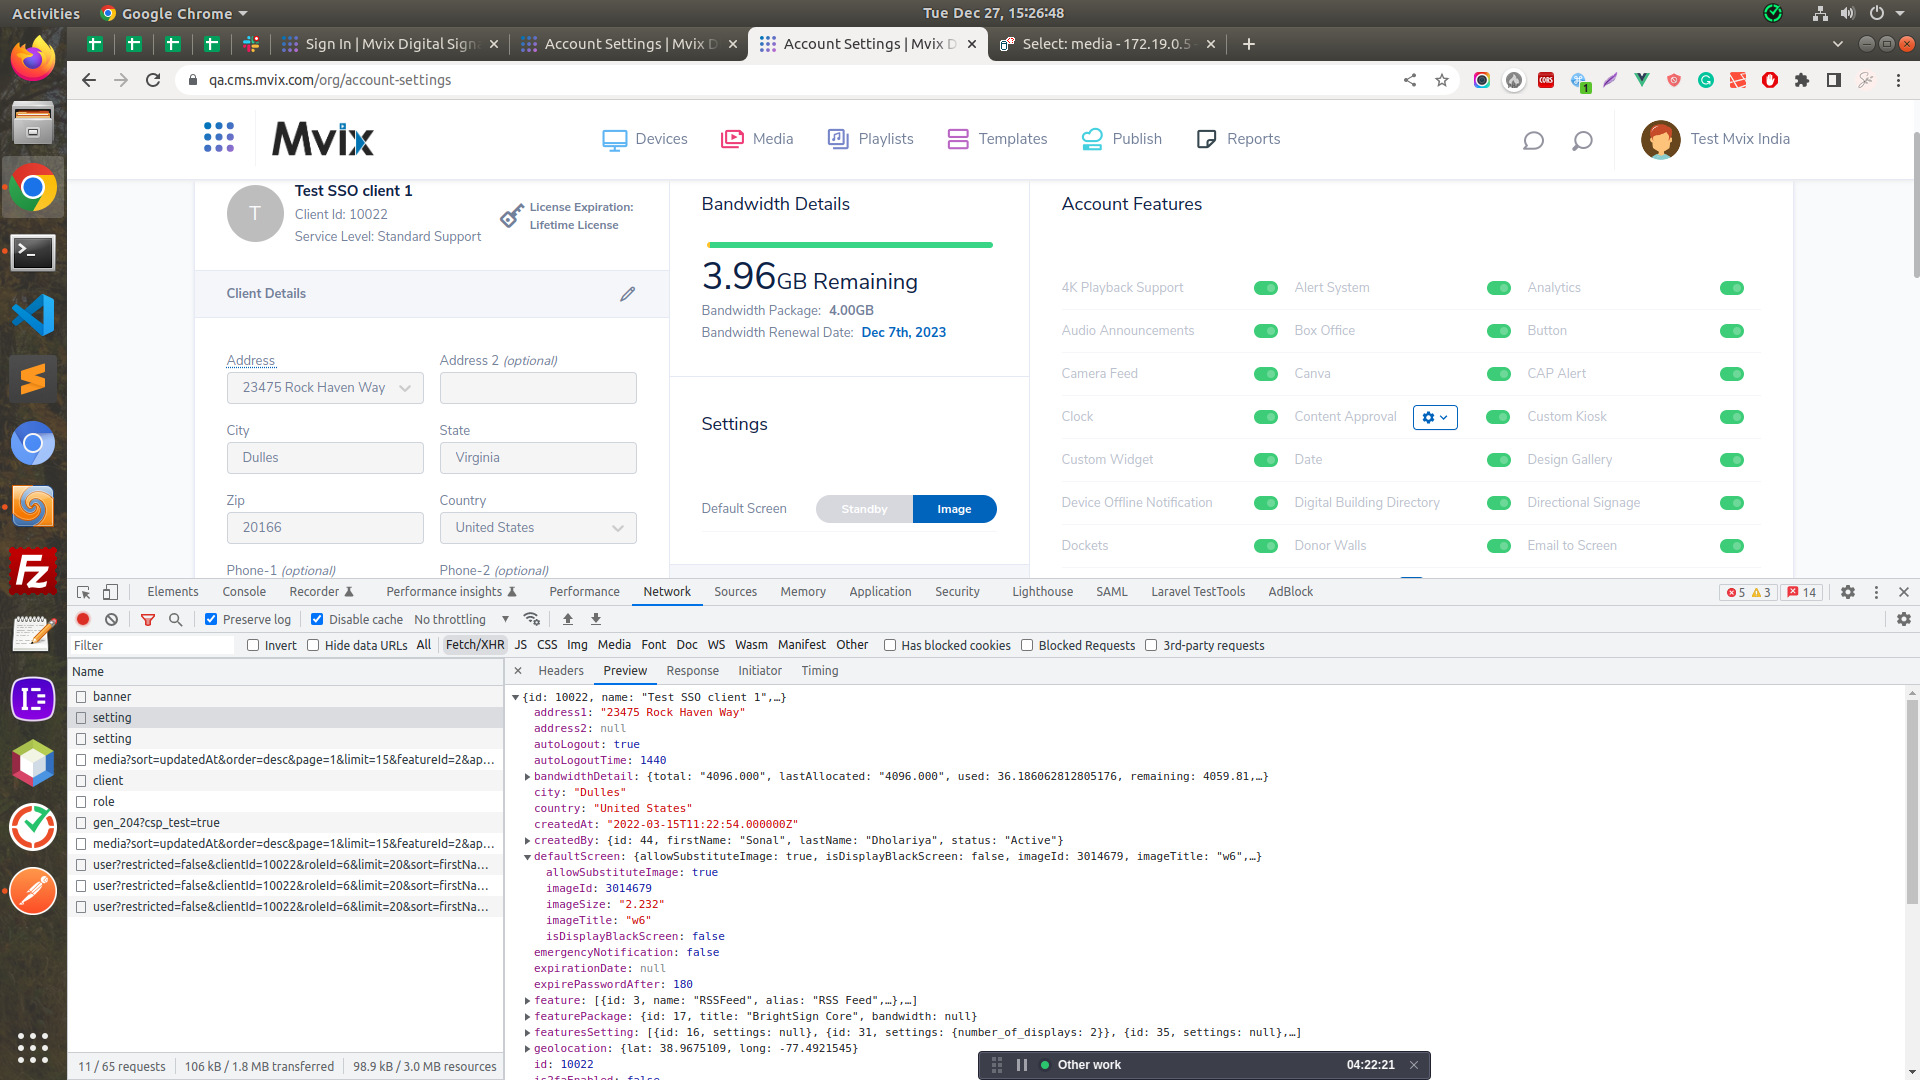 Activities
Google Chrome
Tue Dec 27, 15:26:48
Sign In | Mvix Digital Sign
Account Settings | Mvix D
Account Settings | Mvix D
Select: media - 172.19.0.5
qa.cms.mvix.com/org/account-settings
CORS
1
Mvix
Devices
Media
Playlists
Templates
Publish
Reports
Test Mvix India
T
Test SSO client 1
Client Id: 10022
Service Level: Standard Support
License Expiration:
Lifetime License
Client Details
Address
23475 Rock Haven Way
Address 2 (optional)
City
Dulles
State
Virginia
Zip
20166
Country
United States
Phone-1 (optional)
Phone-2 (optional)
Bandwidth Details
3.96GB Remaining
Bandwidth Package: 4.00GB
Bandwidth Renewal Date: Dec 7th, 2023
Settings
Default Screen
Standby
Image
Account Features
4K Playback Support
Alert System
Analytics
Audio Announcements
Box Office
Button
Camera Feed
Canva
CAP Alert
Clock
Content Approval
Custom Kiosk
Custom Widget
Date
Design Gallery
Device Offline Notification
Digital Building Directory
Directional Signage
Dockets
Donor Walls
Email to Screen
Elements
Console
Recorder
Performance insights
Performance
Network
Sources
Memory
Application
Security
Lighthouse
SAML
Laravel TestTools
AdBlock
5
3
14
Preserve log
Disable cache
No throttling
Filter
Invert
Hide data URLs
All
Fetch/XHR
JS
CSS
Img
Media
Font
Doc
WS
Wasm
Manifest
Other
Has blocked cookies
Blocked Requests
3rd-party requests
Name
banner
setting
setting
media?sort=updatedAt&order=desc&page=1&limit=15&featureId=2&ap...
client
role
gen_204?csp_test=true
media?sort=updatedAt&order=desc&page=1&limit=15&featureId=2&ap...
user?restricted=false&clientId=10022&roleId=6&limit=20&sort=firstNa...
user?restricted=false&clientId=10022&roleId=6&limit=20&sort=firstNa...
user?restricted=false&clientId=10022&roleId=6&limit=20&sort=firstNa...
11 / 65 requests
106 kB / 1.8 MB transferred
98.9 kB / 3.0 MB resources
Headers
Preview
Response
Initiator
Timing
{id: 10022, name: "Test SSO client 1",…}
address1: "23475 Rock Haven Way"
address2: null
autoLogout: true
autoLogoutTime: 1440
bandwidthDetail: {total: "4096.000", lastAllocated: "4096.000", used: 36.186062812805176, remaining: 4059.81,…}
city: "Dulles"
country: "United States"
createdAt: "2022-03-15T11:22:54.000000Z"
createdBy: {id: 44, firstName: "Sonal", lastName: "Dholariya", status: "Active"}
defaultScreen: {allowSubstituteImage: true, isDisplayBlackScreen: false, imageId: 3014679, imageTitle: "w6",…}
allowSubstituteImage: true
imageId: 3014679
imageSize: "2.232"
imageTitle: "w6"
isDisplayBlackScreen: false
emergencyNotification: false
expirationDate: null
expirePasswordAfter: 180
feature: [{id: 3, name: "RSSFeed", alias: "RSS Feed",…},…]
featurePackage: {id: 17, title: "BrightSign Core", bandwidth: null}
featuresSetting: [{id: 16, settings: null}, {id: 31, settings: {number_of_displays: 2}}, {id: 35, settings: null},…]
geolocation: {lat: 38.9675109, long: -77.4921545}
id: 10022
is2faEnabled: false
Other work
04:22:21